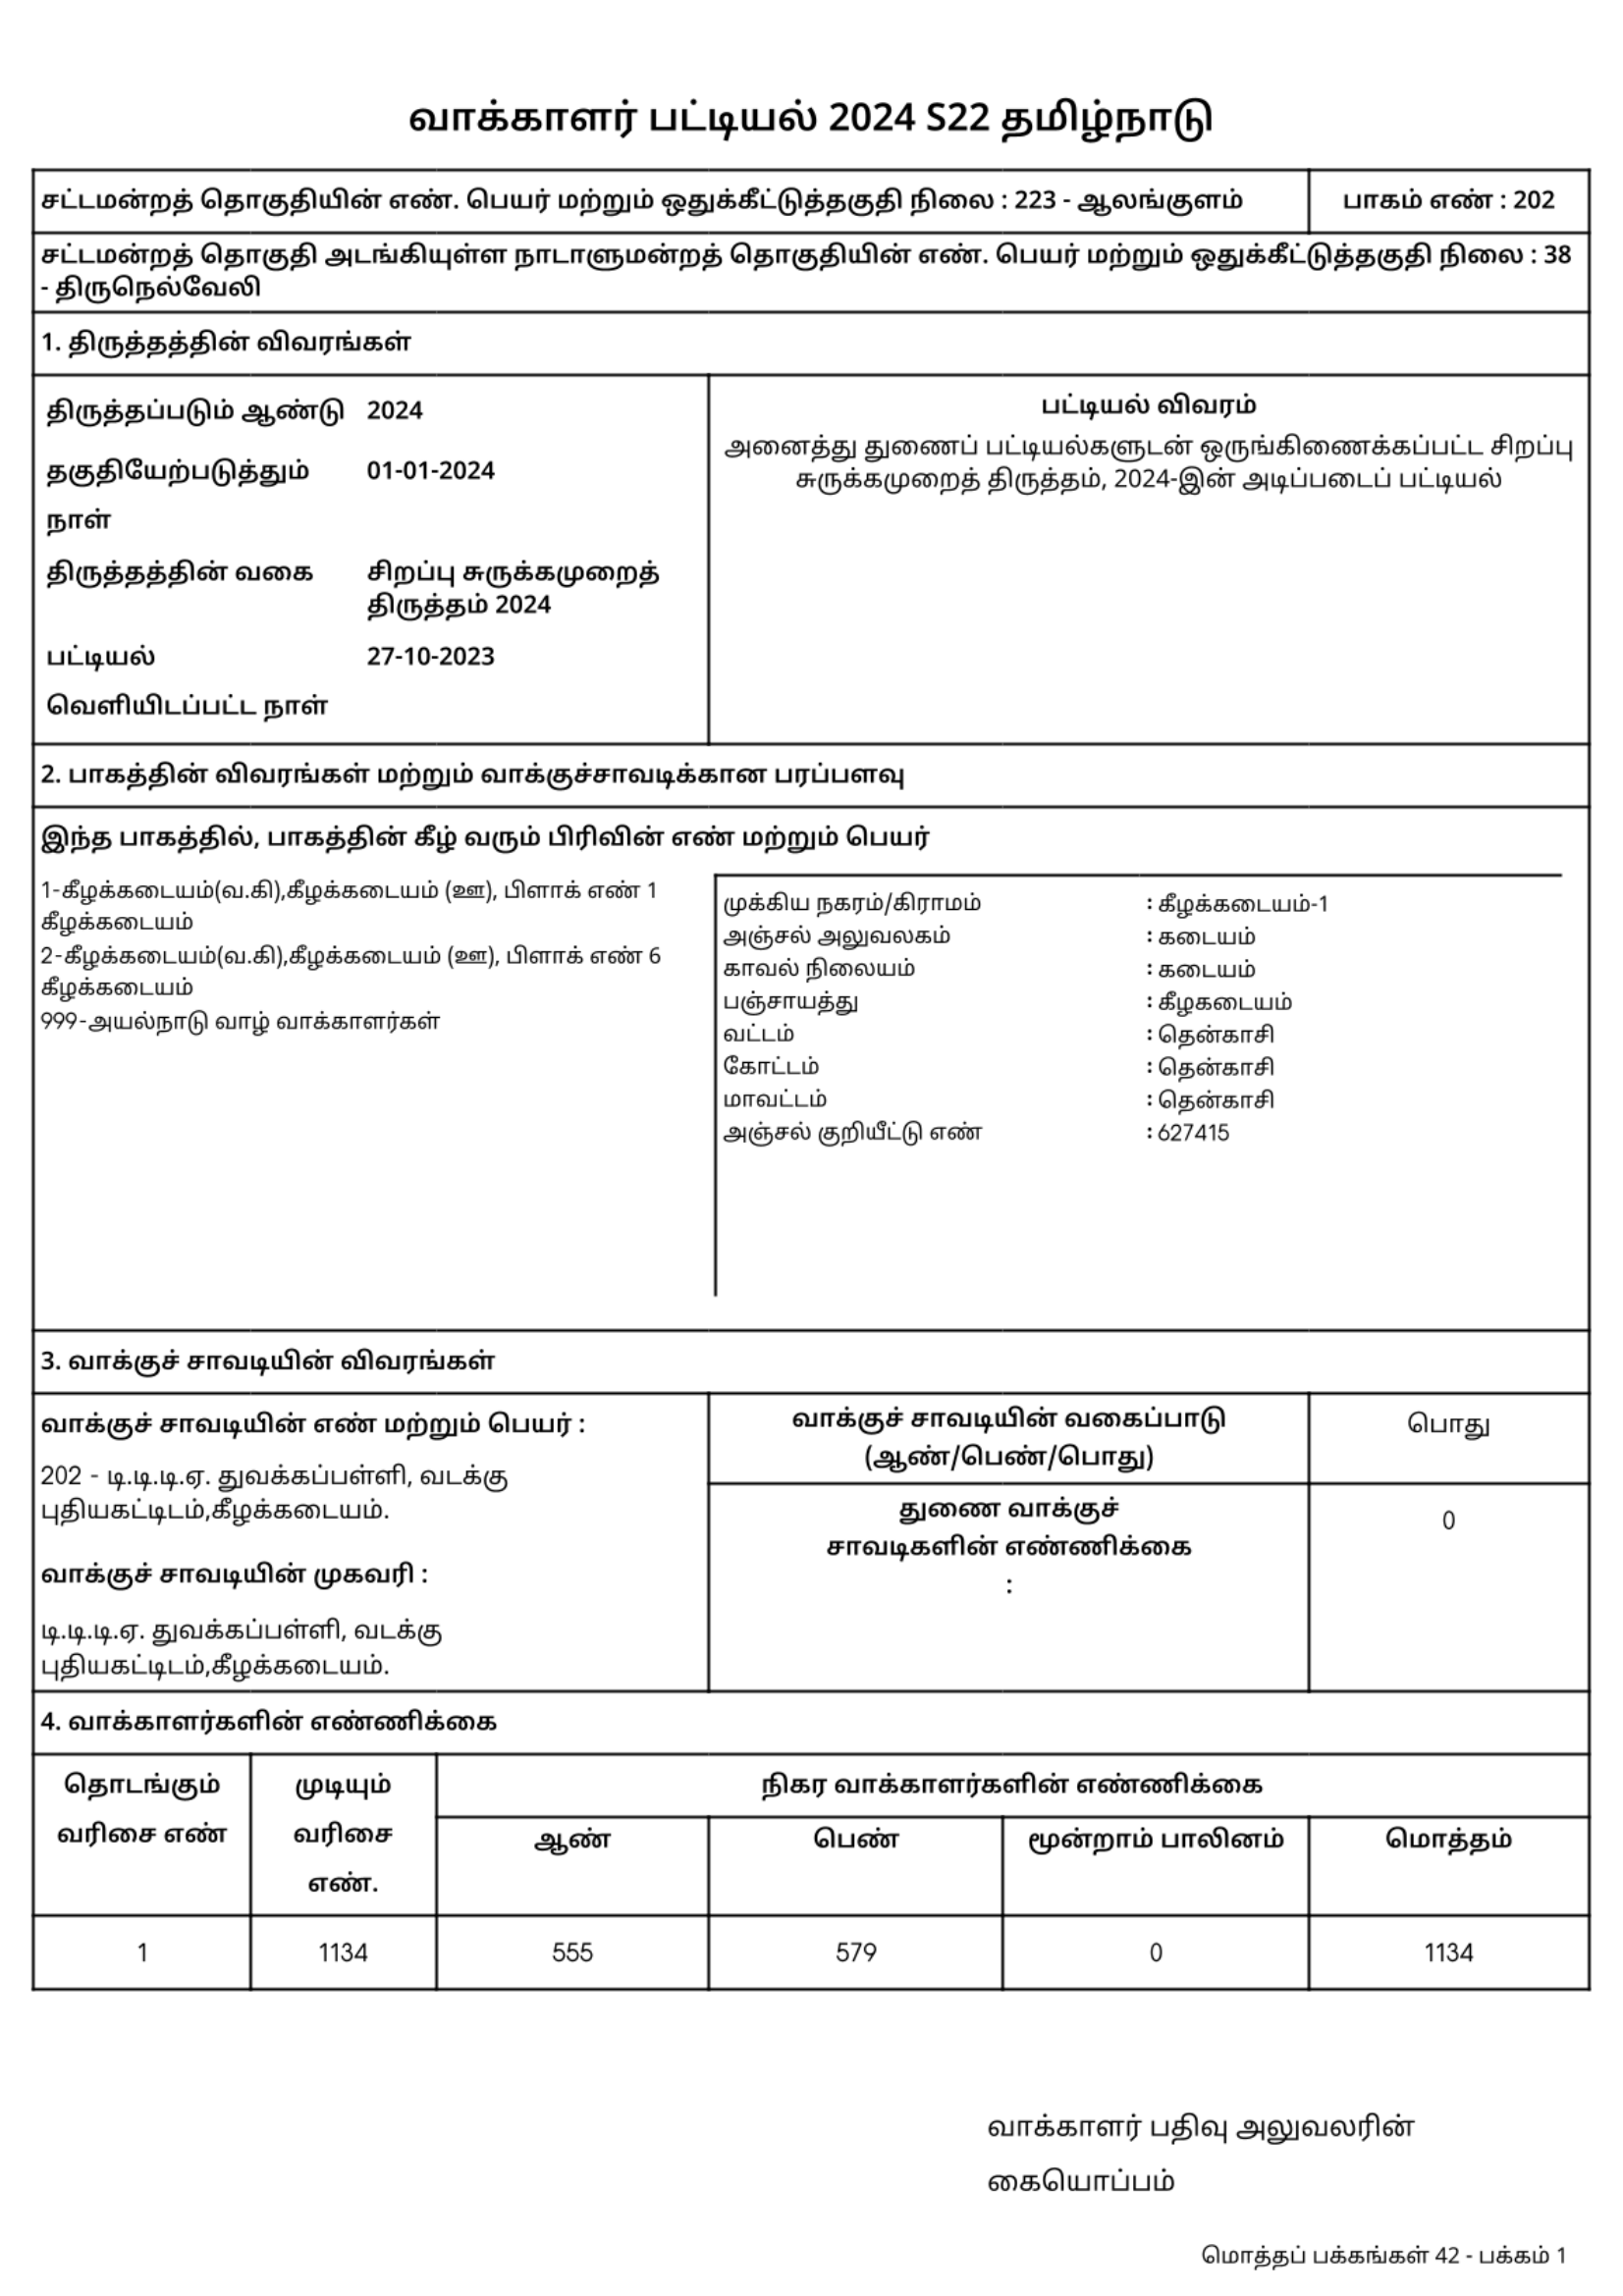 வாக்காளர் பட்டியல் 2024 S22 தமிழ்நாடு
சட்டமன்றத் தொகுதியின் எண். பெயர் மற்றும் ஒதுக்கீட்டுத்தகுதி நிலை : 223 - ஆலங்குளம்
பாகம் எண் : 202
சட்டமன்றத் தொகுதி அடங்கியுள்ள நாடாளுமன்றத் தொகுதியின் எண். பெயர் மற்றும் ஒதுக்கீட்டுத்தகுதி நிலை : 38
- திருநெல்வேலி
1. திருத்தத்தின் விவரங்கள்
திருத்தப்படும் ஆண்டு 2024
தகுதியேற்படுத்தும் 01-01-2024
நாள்
திருத்தத்தின் வகை சிறப்பு சுருக்கமுறைத்
திருத்தம் 2024
பட்டியல் 27-10-2023
வெளியிடப்பட்ட நாள்
பட்டியல் விவரம்
அனைத்து துணைப் பட்டியல்களுடன் ஒருங்கிணைக்கப்பட்ட சிறப்பு
சுருக்கமுறைத் திருத்தம், 2024-இன் அடிப்படைப் பட்டியல்
2. பாகத்தின் விவரங்கள் மற்றும் வாக்குச்சாவடிக்கான பரப்பளவு
இந்த பாகத்தில், பாகத்தின் கீழ் வரும் பிரிவின் எண் மற்றும் பெயர்
1-கீழக்கடையம்(வ.கி),கீழக்கடையம் (ஊ), பிளாக் எண் 1
கீழக்கடையம்
2-கீழக்கடையம்(வ.கி),கீழக்கடையம் (ஊ), பிளாக் எண் 6
கீழக்கடையம்
999-அயல்நாடு வாழ் வாக்காளர்கள்
முக்கிய நகரம்/கிராமம் : கீழக்கடையம்-1
அஞ்சல் அலுவலகம் : கடையம்
காவல் நிலையம் : கடையம்
பஞ்சாயத்து : கீழகடையம்
வட்டம் : தென்காசி
கோட்டம் : தென்காசி
மாவட்டம் : தென்காசி
அஞ்சல் குறியீட்டு எண் : 627415
3. வாக்குச் சாவடியின் விவரங்கள்
வாக்குச் சாவடியின் எண் மற்றும் பெயர் :
202 - டி.டி.டி.ஏ. துவக்கப்பள்ளி, வடக்கு
புதியகட்டிடம்,கீழக்கடையம்.
வாக்குச் சாவடியின் முகவரி :
டி.டி.டி.ஏ. துவக்கப்பள்ளி, வடக்கு
புதியகட்டிடம்,கீழக்கடையம்.
வாக்குச் சாவடியின் வகைப்பாடு
(ஆண்/பெண்/பொது)
பொது
துணை வாக்குச்
சாவடிகளின் எண்ணிக்கை
:
0
4. வாக்காளர்களின் எண்ணிக்கை
தொடங்கும்
வரிசை எண்
முடியும்
வரிசை
எண்.
நிகர வாக்காளர்களின் எண்ணிக்கை
ஆண் பெண் மூன்றாம் பாலினம் மொத்தம்
1 1134 555 579 0 1134
வாக்காளர் பதிவு அலுவலரின்
கையொப்பம்
மொத்தப் பக்கங்கள் 42 - பக்கம் 1